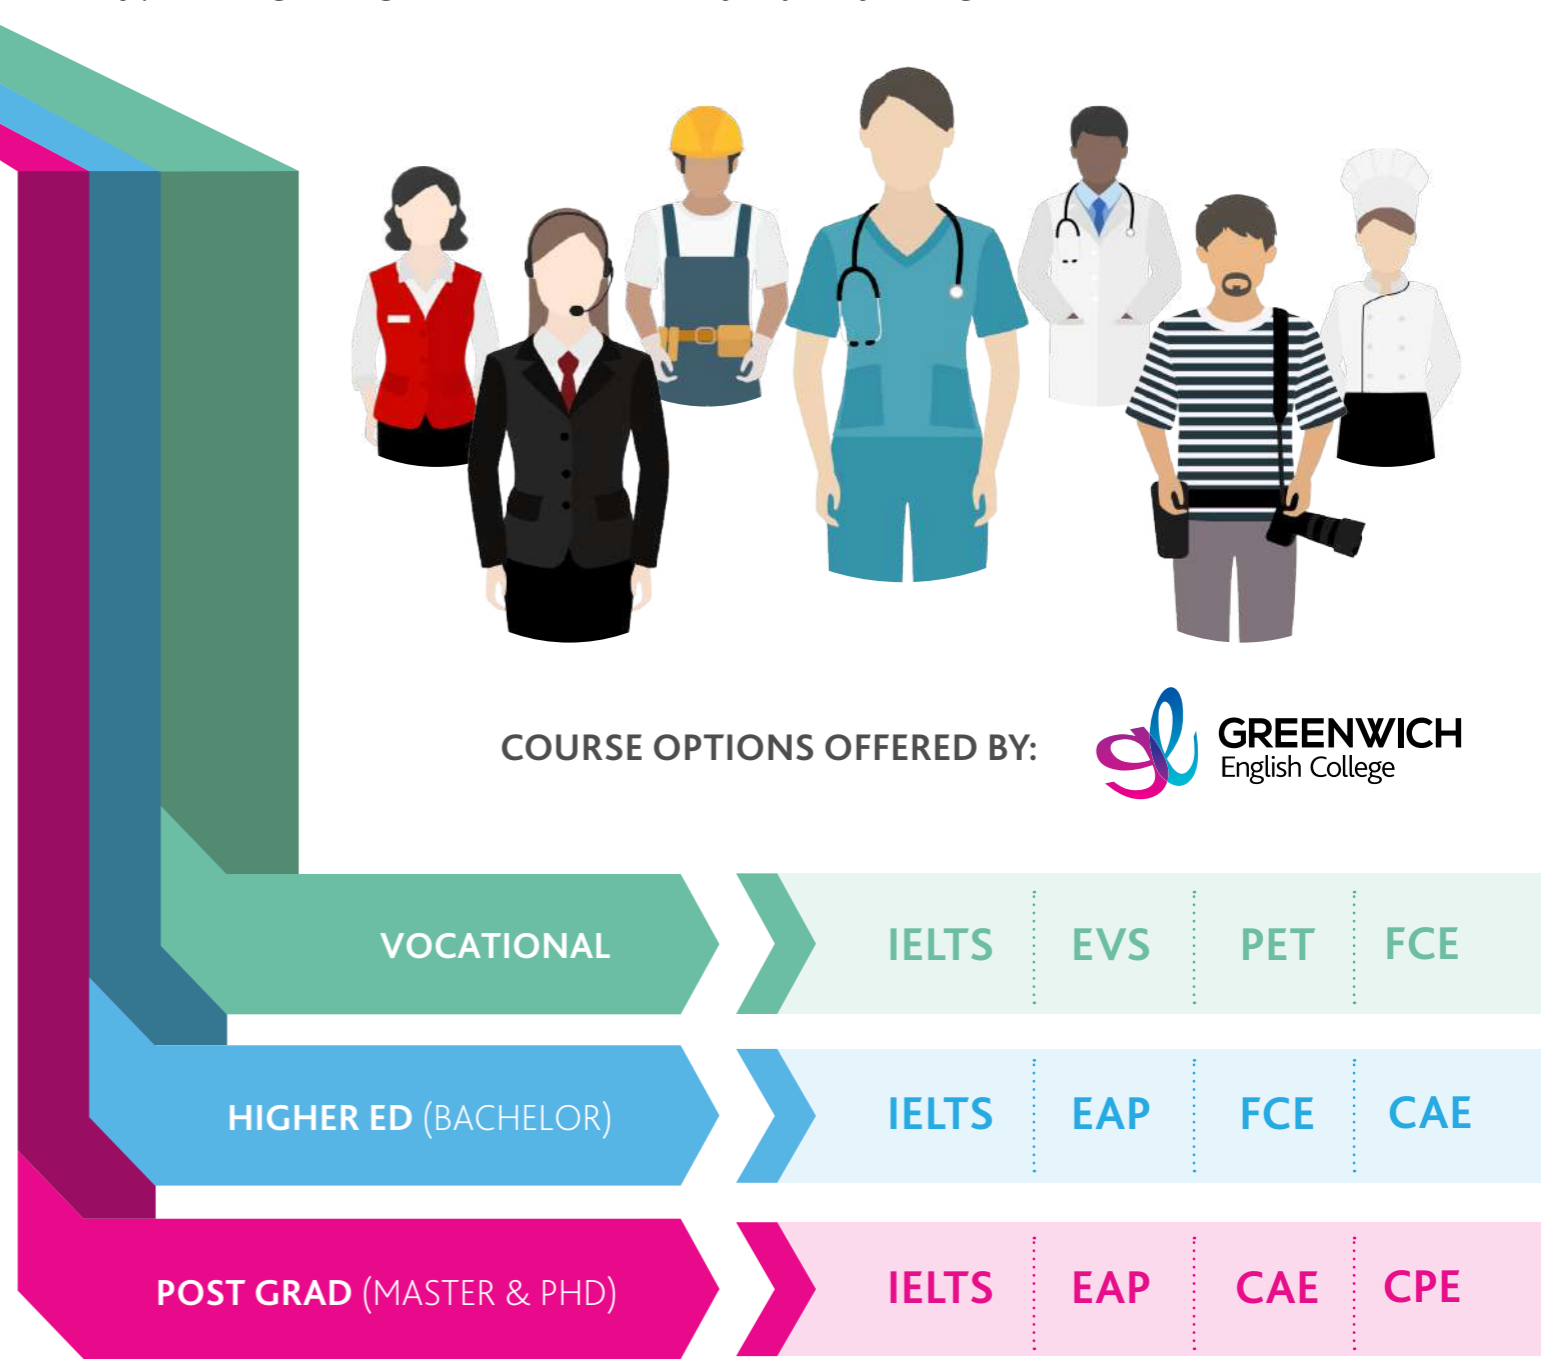 COURSE OPTIONS OFFERED BY:
GREENWICH
English College
VOCATIONAL
IELTS EVS PET FCE
HIGHER ED (BACHELOR)
IELTS EAP FCE CAE
POST GRAD (MASTER & PHD)
IELTS EAP CAE CPE